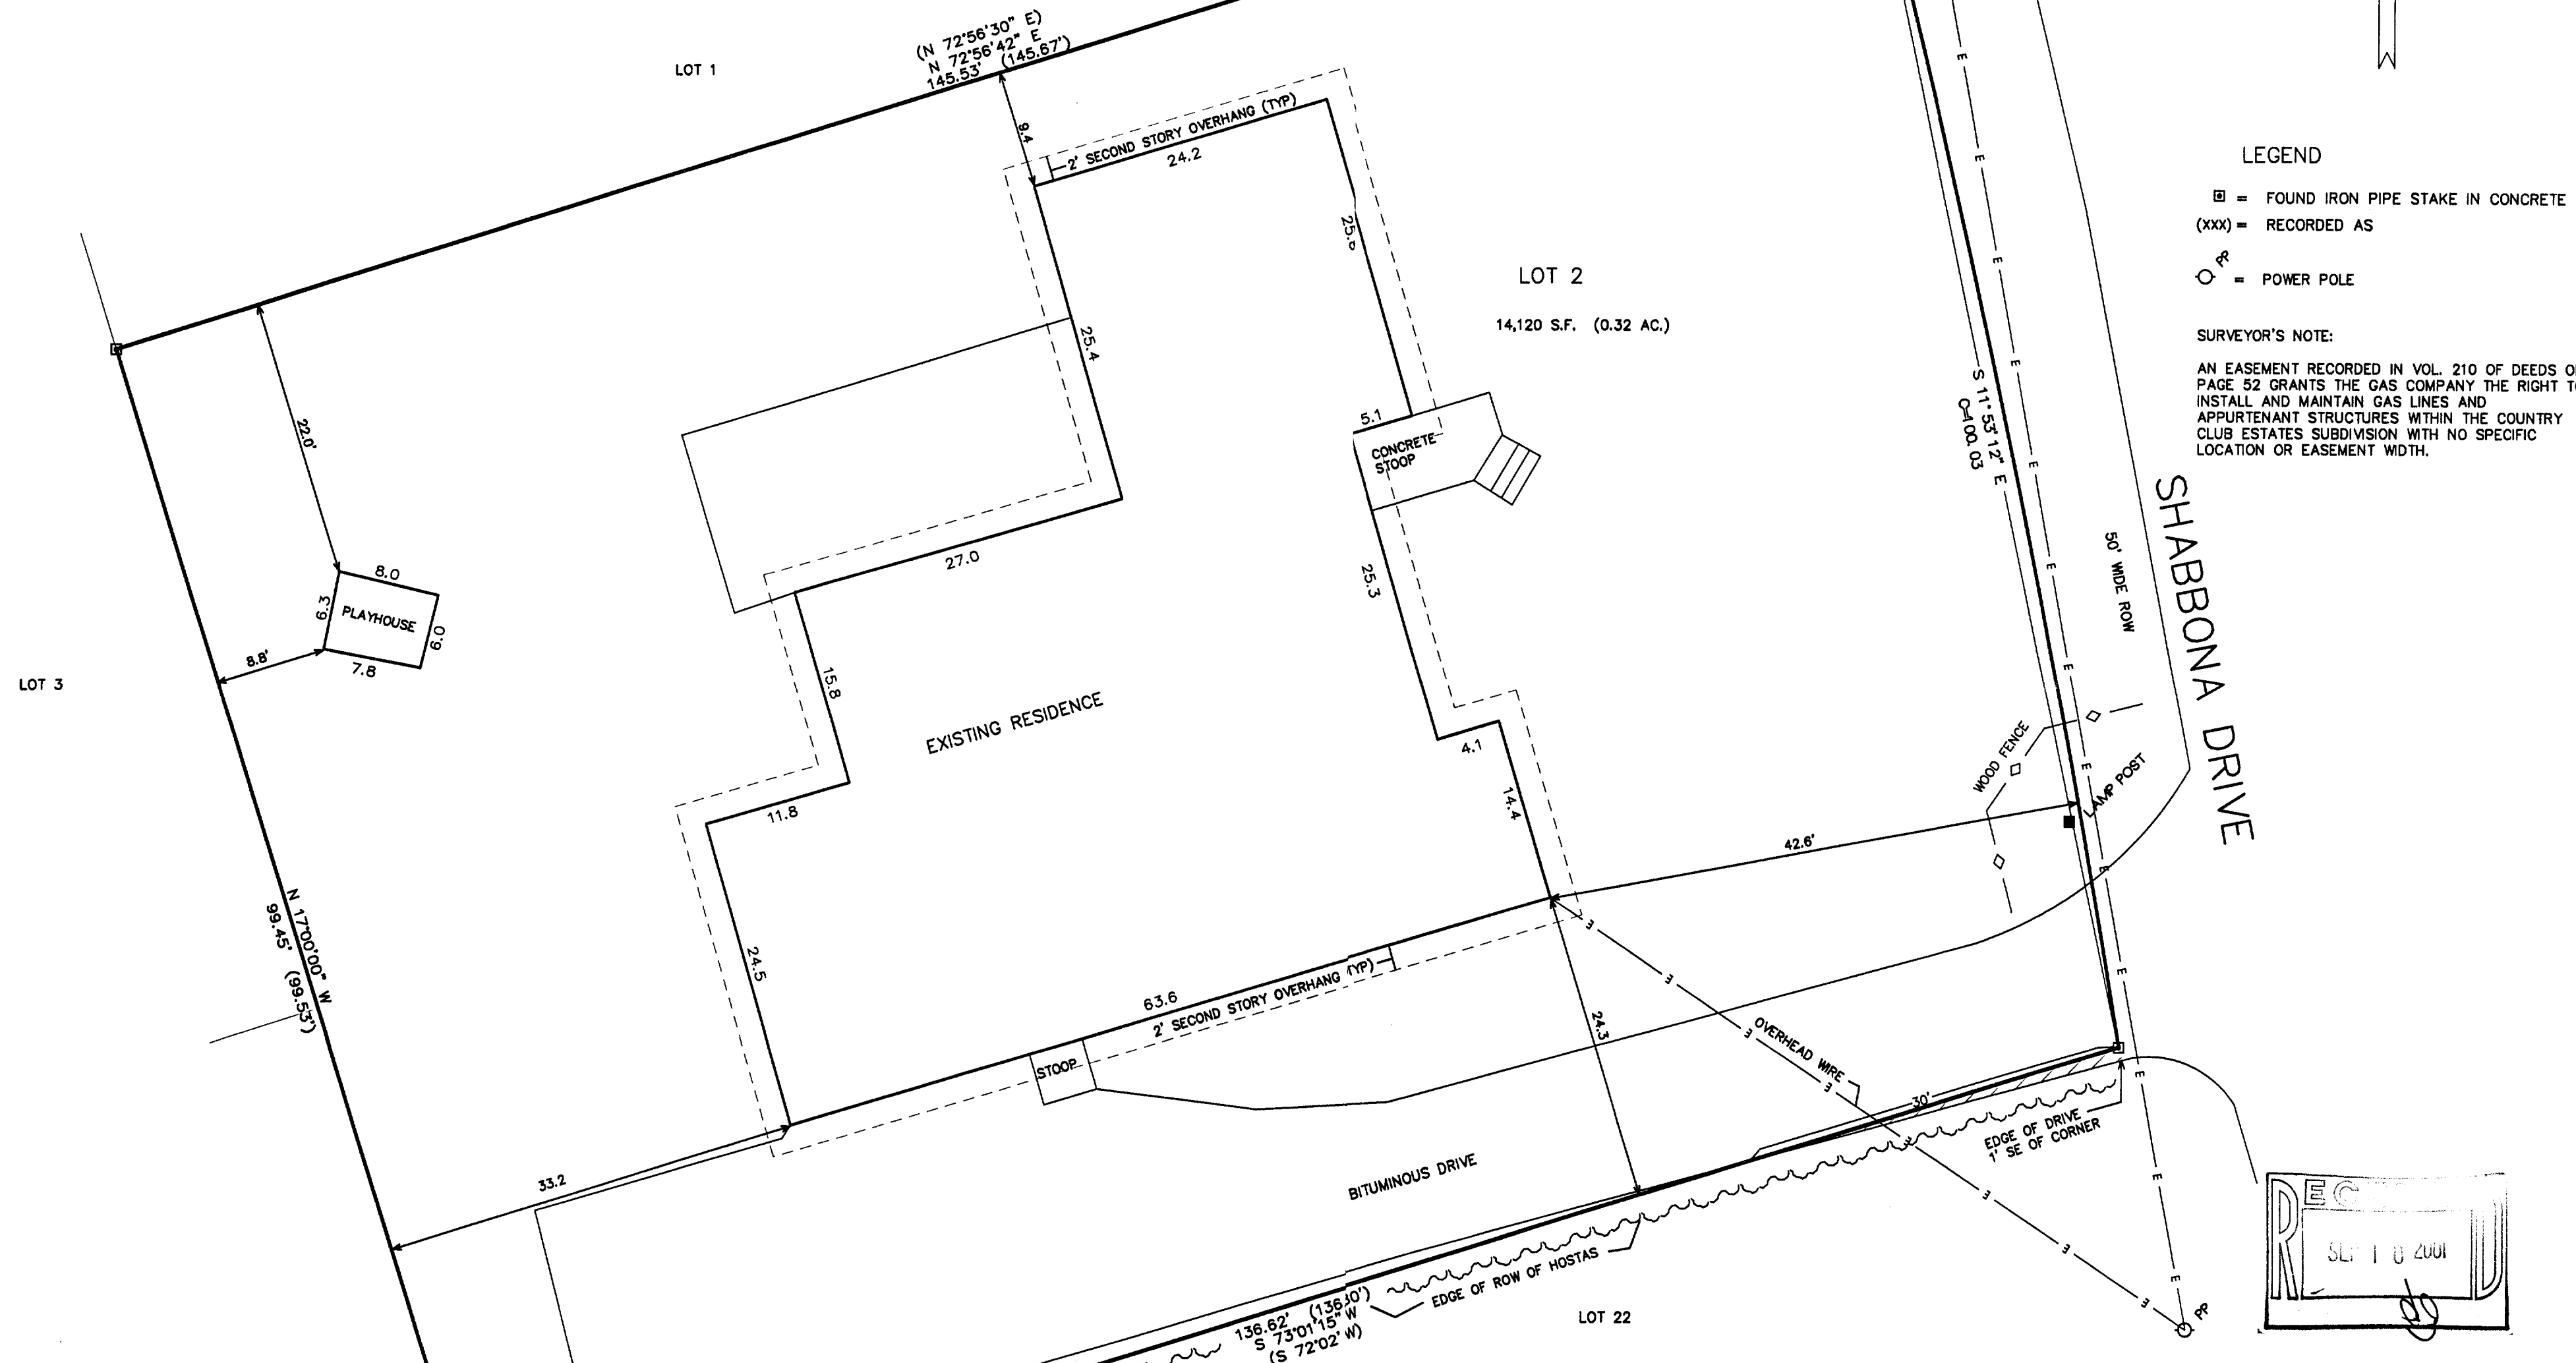 (N 72°56'30" E)
N 72°56'42" E
145.53' (145.67')
LOT 1
9.4
2' SECOND STORY OVERHANG (TYP)
24.2
25.6
25.4
LOT 2
14,120 S.F. (0.32 AC.)
LEGEND
= FOUND IRON PIPE STAKE IN CONCRETE
(XXX) = RECORDED AS
PP
= POWER POLE
SURVEYOR'S NOTE:
AN EASEMENT RECORDED IN VOL. 210 OF DEEDS
PAGE 52 GRANTS THE GAS COMPANY THE RIGHT
INSTALL AND MAINTAIN GAS LINES AND
APPURTENANT STRUCTURES WITHIN THE COUNTRY
CLUB ESTATES SUBDIVISION WITH NO SPECIFIC
LOCATION OR EASEMENT WIDTH.
S 11°53'12" E
C=100.03
50' WIDE ROW
SHABBONA DRIVE
22.0'
5.1
CONCRETE
STOOP
27.0
25.3
8.0
6.3
PLAYHOUSE
6.0
7.8
8.8'
LOT 3
15.8
EXISTING RESIDENCE
4.1
14.4
11.8
WOOD FENCE
LAMP POST
42.6'
N 17°00'00" W
99.45' (99.53')
24.5
63.6
2' SECOND STORY OVERHANG TYP)
STOOP
24.3
OVERHEAD WIRE
30'
EDGE OF DRIVE
1' SE OF CORNER
33.2
BITUMINOUS DRIVE
EDGE OF ROW OF HOSTAS
136.62'
S 73°01'15" W
(S 72°02' W)
LOT 22
E E E E E E E E E E E E E E E
E E E E E E E E
PP
SEP 10 2001